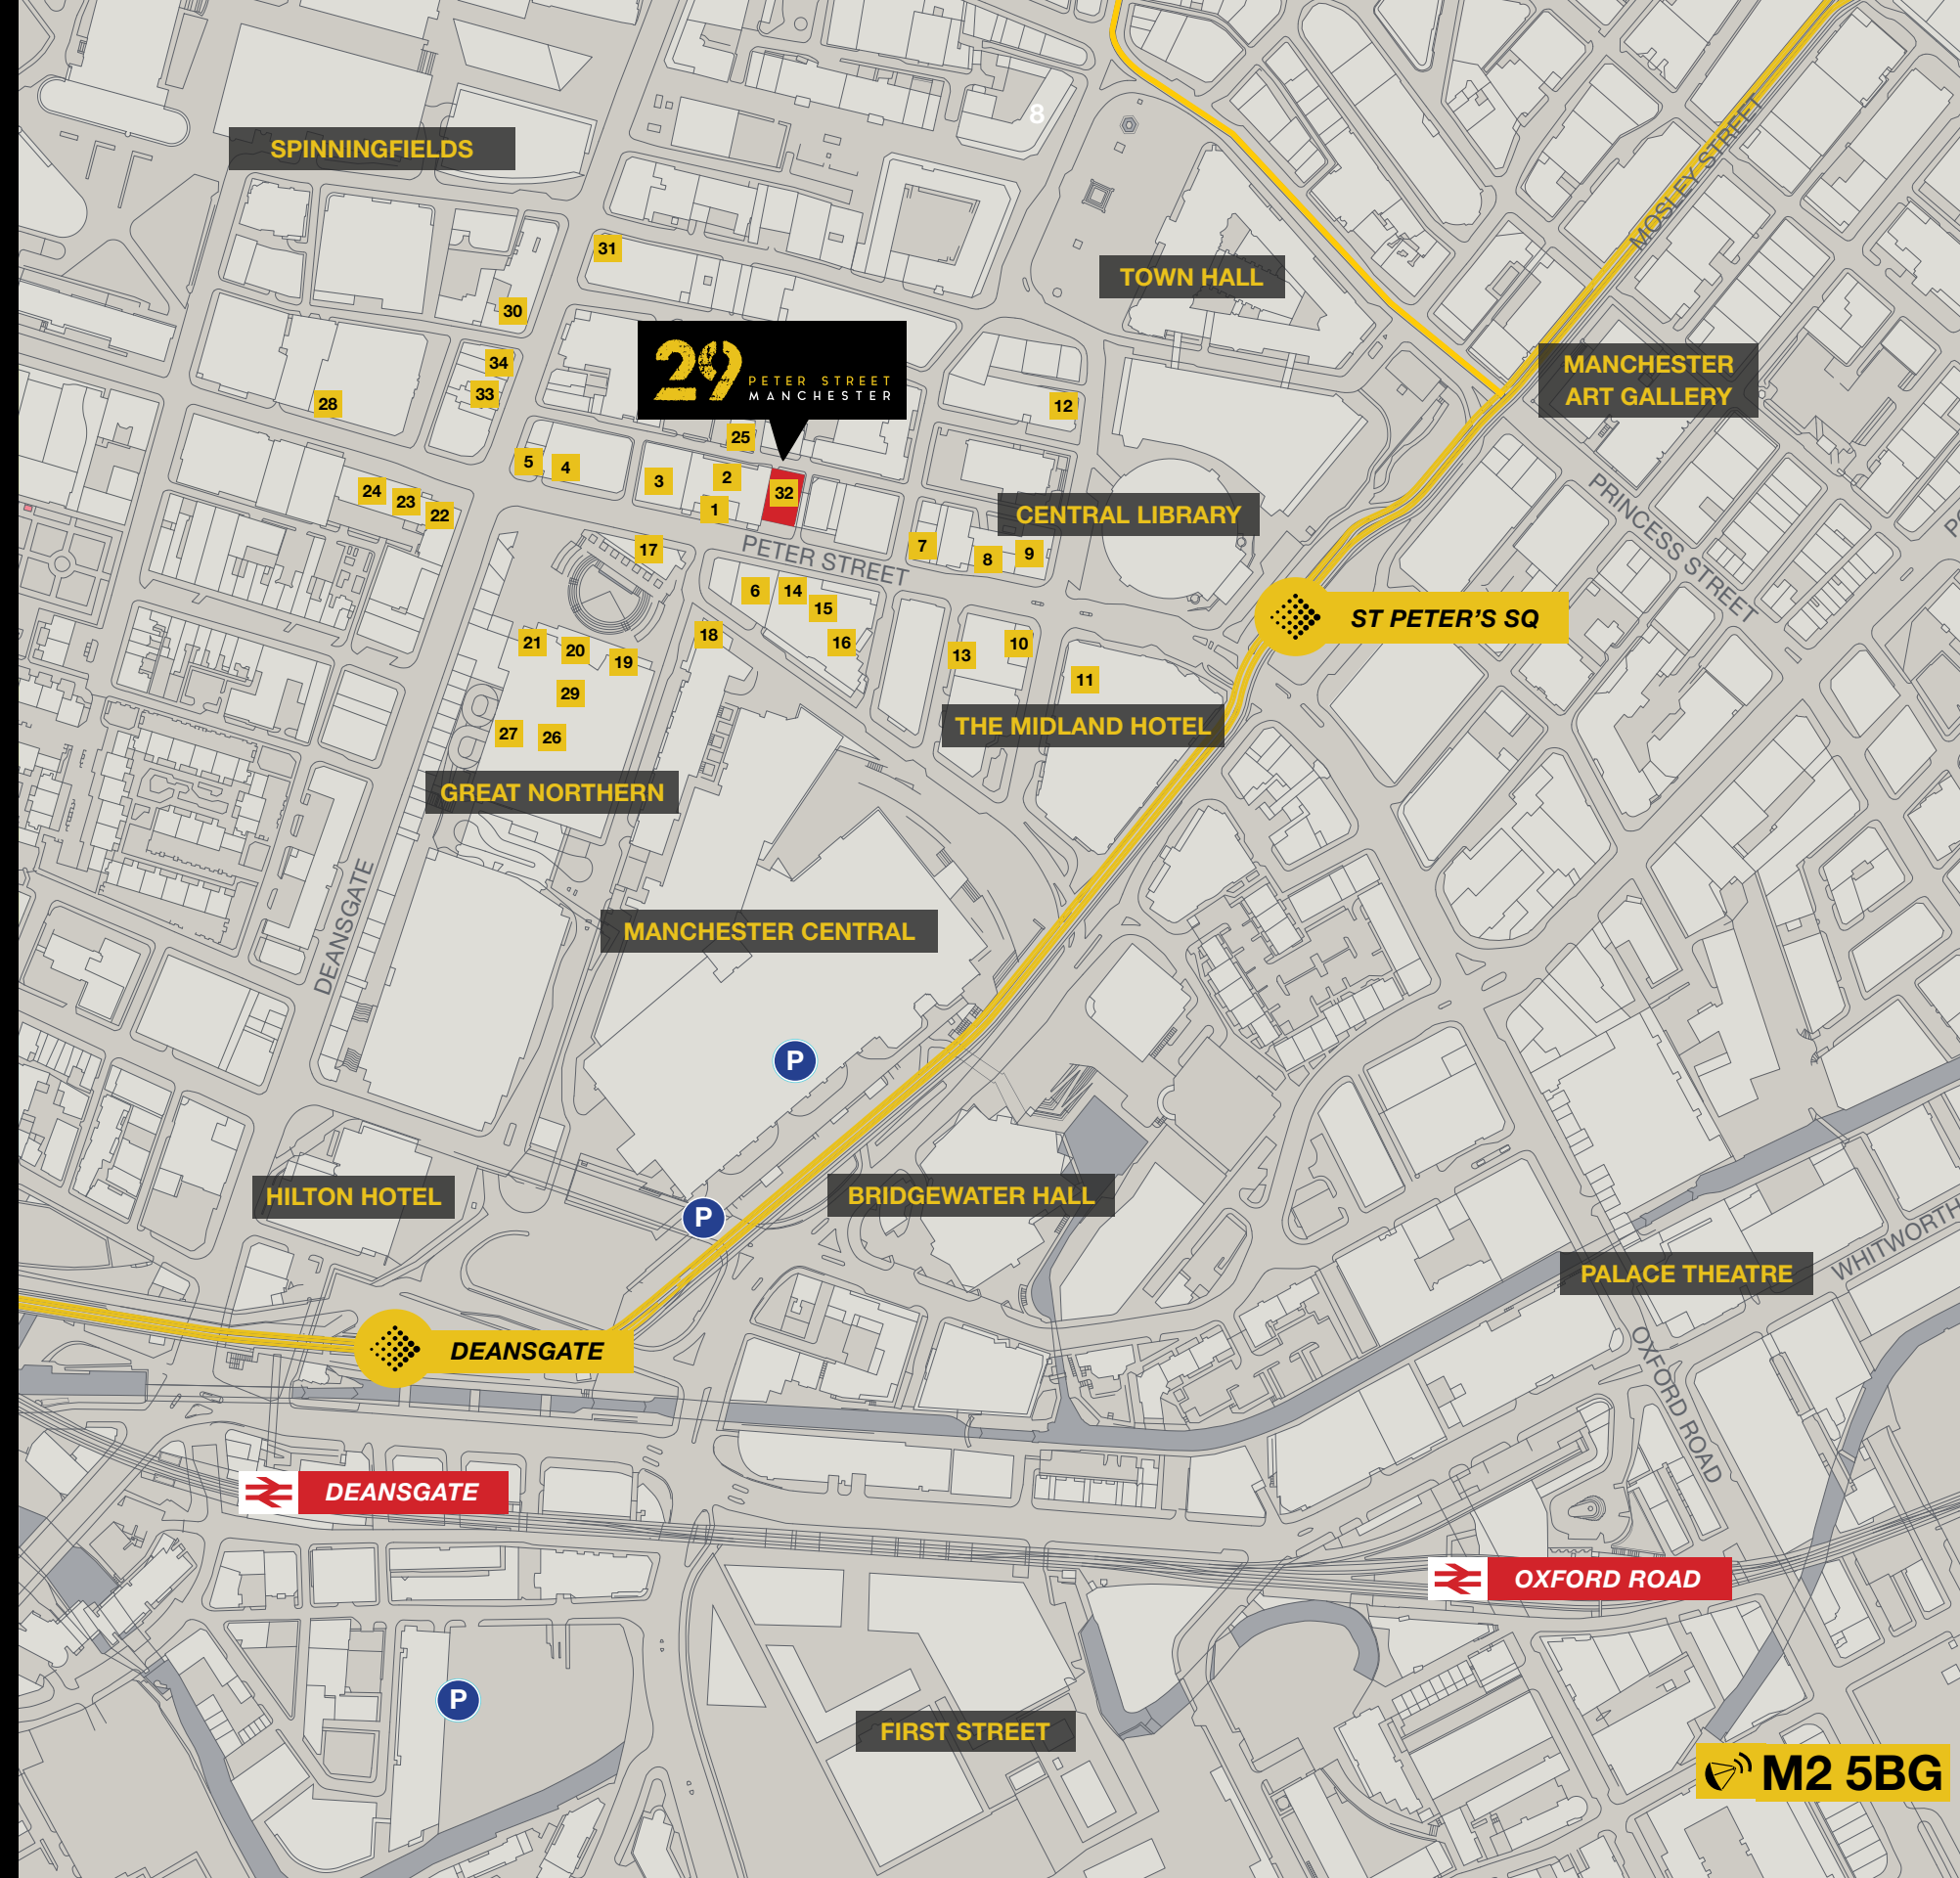 8
MOSLEY STREET
SPINNINGFIELDS
31
TOWN HALL
30
34
33
28
29
PETER STREET
MANCHESTER
MANCHESTER
ART GALLERY
12
25
5
4
3
2
1
32
24
23
22
CENTRAL LIBRARY
PRINCESS STREET
17
PETER STREET
7
8
9
6
14
15
16
ST PETER'S SQ
21
20
19
18
13
10
11
29
27
26
THE MIDLAND HOTEL
GREAT NORTHERN
DEANSGATE
MANCHESTER CENTRAL
P
HILTON HOTEL
P
BRIDGEWATER HALL
WHITWORTH
PALACE THEATRE
DEANSGATE
OXFORD ROAD
DEANSGATE
OXFORD ROAD
P
FIRST STREET
M2 5BG